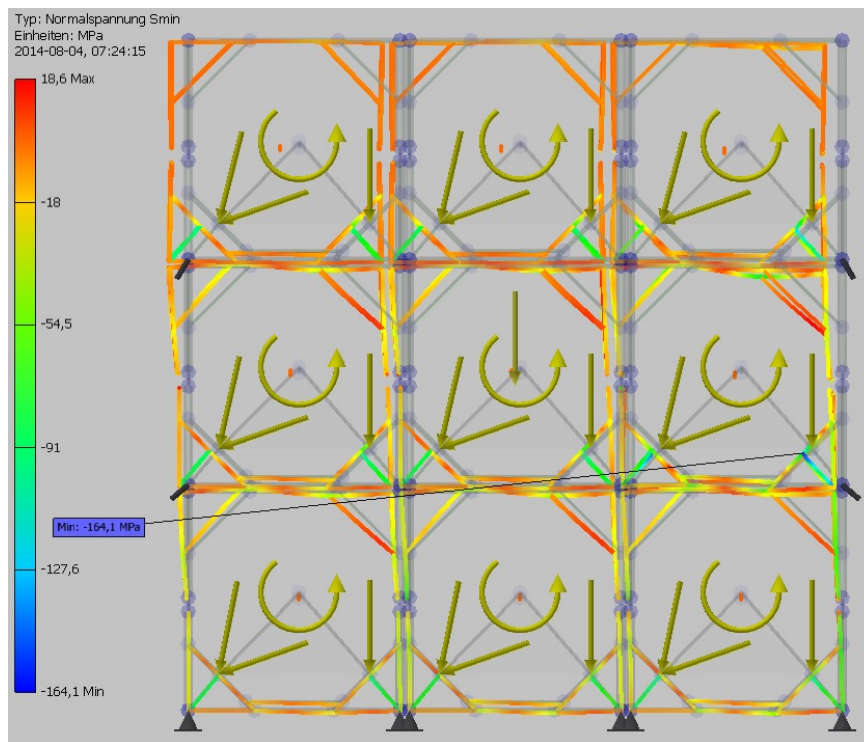 Typ: Normalspannung Smin
Einheiten: MPa
2014-08-04, 07:24:15
18,6 Max
-18
-54,5
-91
Min: -164,1 MPa
-127,6
-164,1 Min